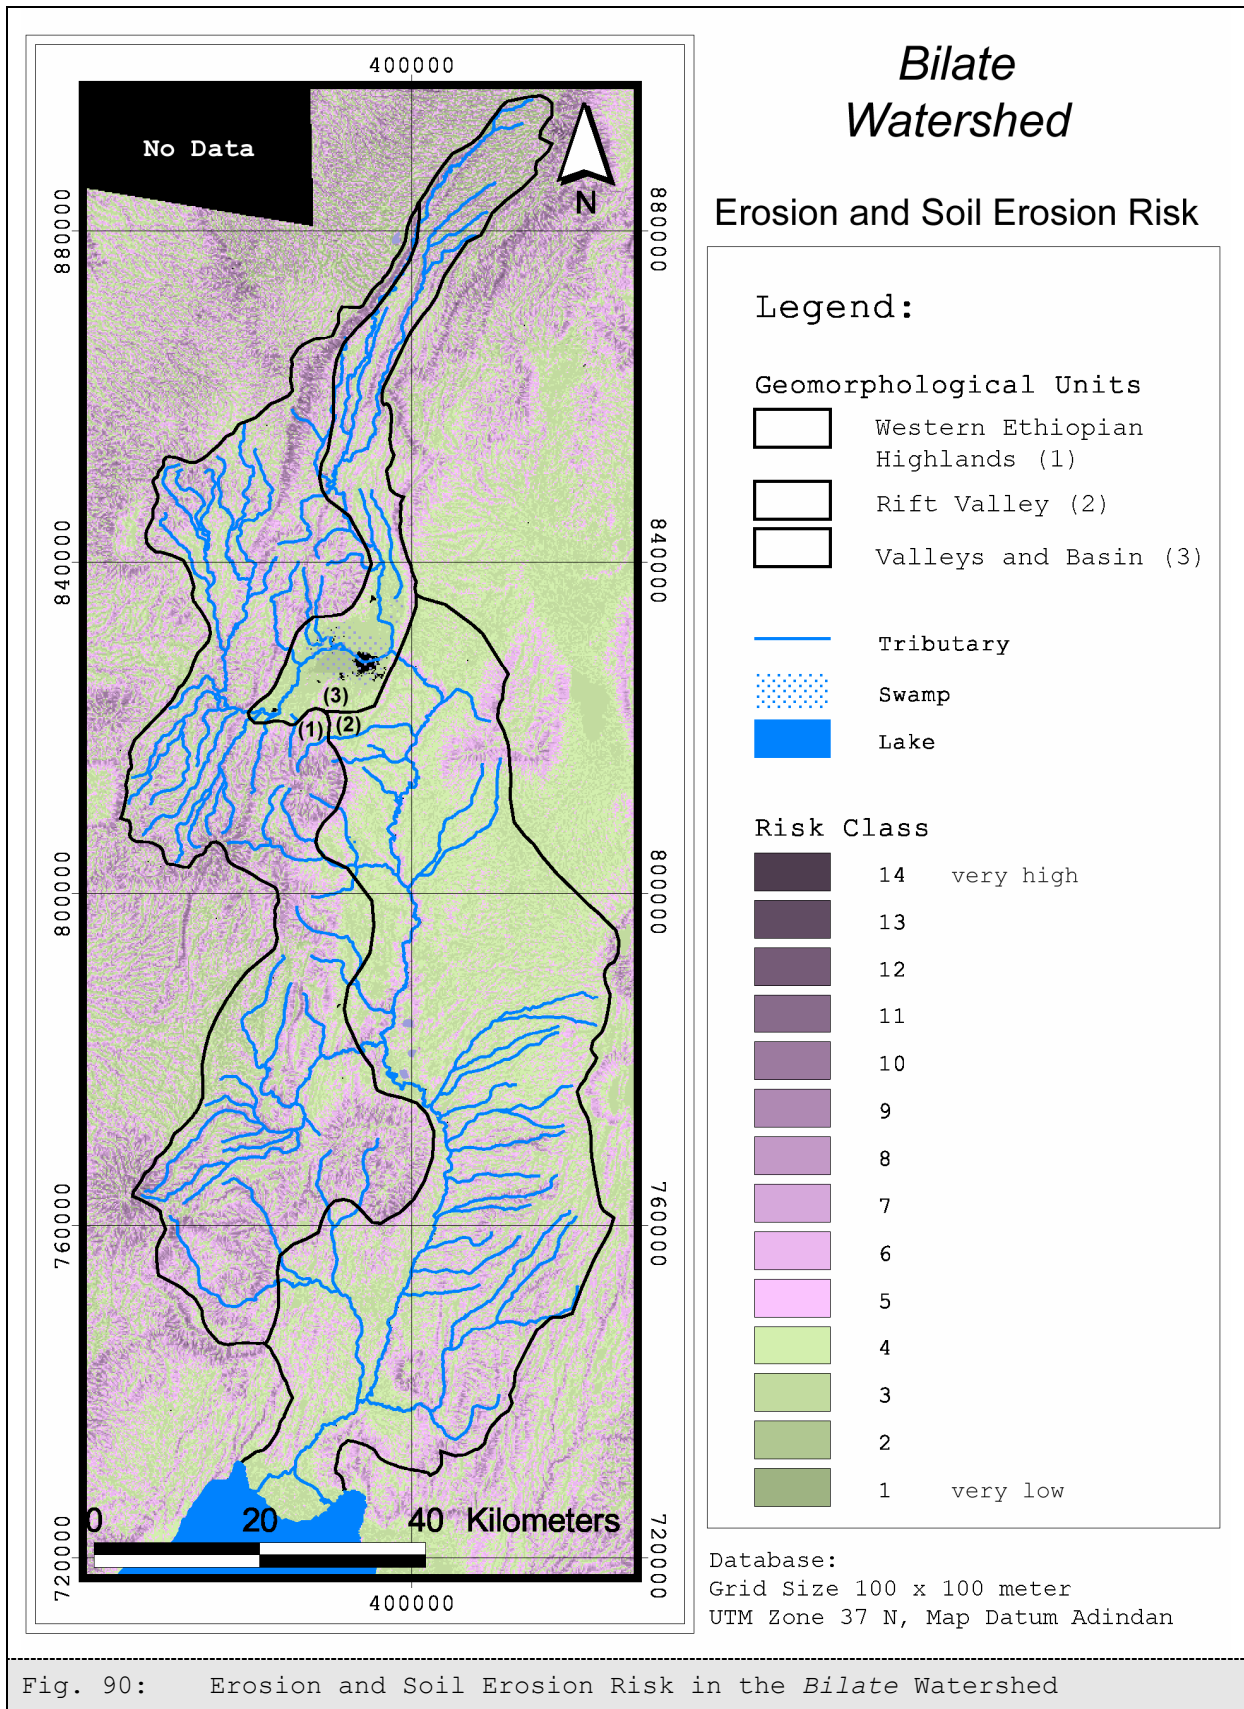 Bilate
Watershed
Erosion and Soil Erosion Risk
400000
No Data
N
880000
880000
840000
840000
(3)
(1)
(2)
800000
800000
760000
760000
720000
720000
0
20
40 Kilometers
400000
Legend:
Geomorphological Units
Western Ethiopian
Highlands (1)
Rift Valley (2)
Valleys and Basin (3)
Tributary
Swamp
Lake
Risk Class
14 very high
13
12
11
10
9
8
7
6
5
4
3
2
1 very low
Database:
Grid Size 100 x 100 meter
UTM Zone 37 N, Map Datum Adindan
Fig. 90: Erosion and Soil Erosion Risk in the Bilate Watershed